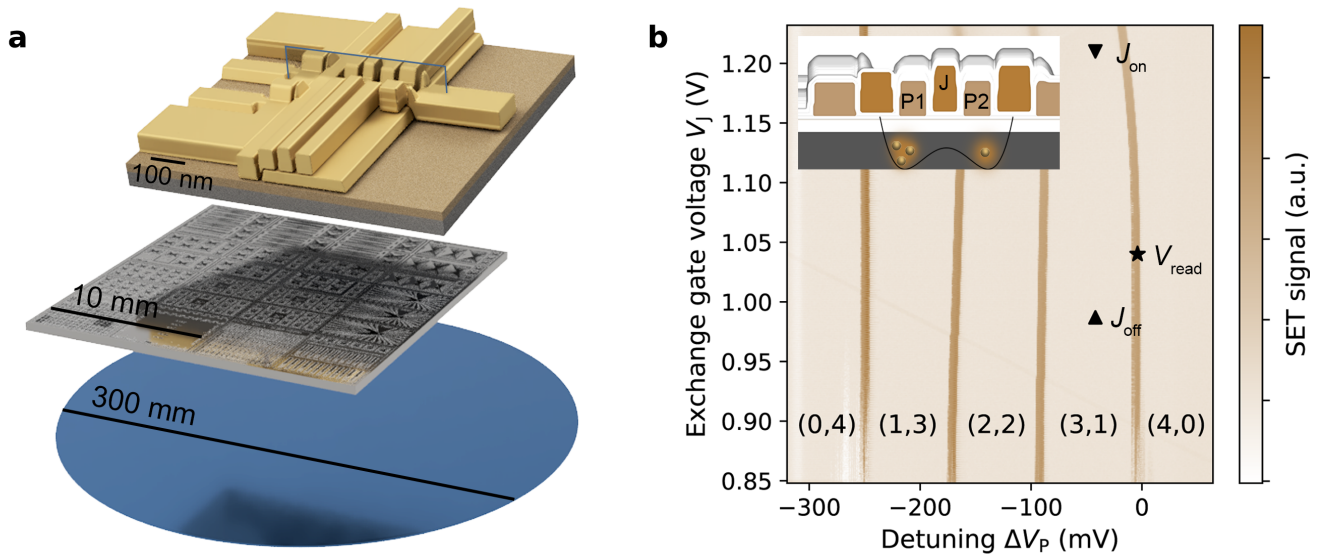 a
100 nm
10 mm
300 mm
b
Exchange gate voltage V_J (V)
1.20
1.15
1.10
1.05
1.00
0.95
0.90
0.85
P1
J
P2
J_on
V_read
J_off
(0,4) (1,3) (2,2) (3,1) (4,0)
−300 −200 −100 0
Detuning ΔV_P (mV)
SET signal (a.u.)